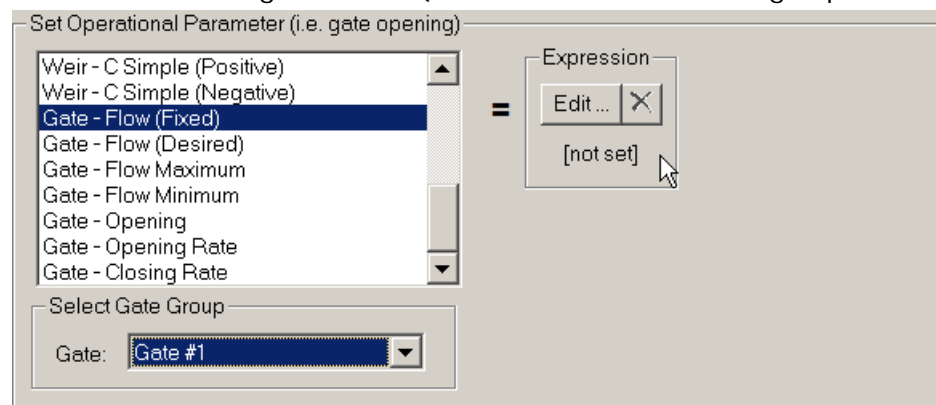 Set Operational Parameter (i.e. gate opening)
Weir - C Simple (Positive)
Weir - C Simple (Negative)
Gate - Flow (Fixed)
Gate - Flow (Desired)
Gate - Flow Maximum
Gate - Flow Minimum
Gate - Opening
Gate - Opening Rate
Gate - Closing Rate
=
Expression
Edit ...
[not set]
Select Gate Group
Gate: Gate #1